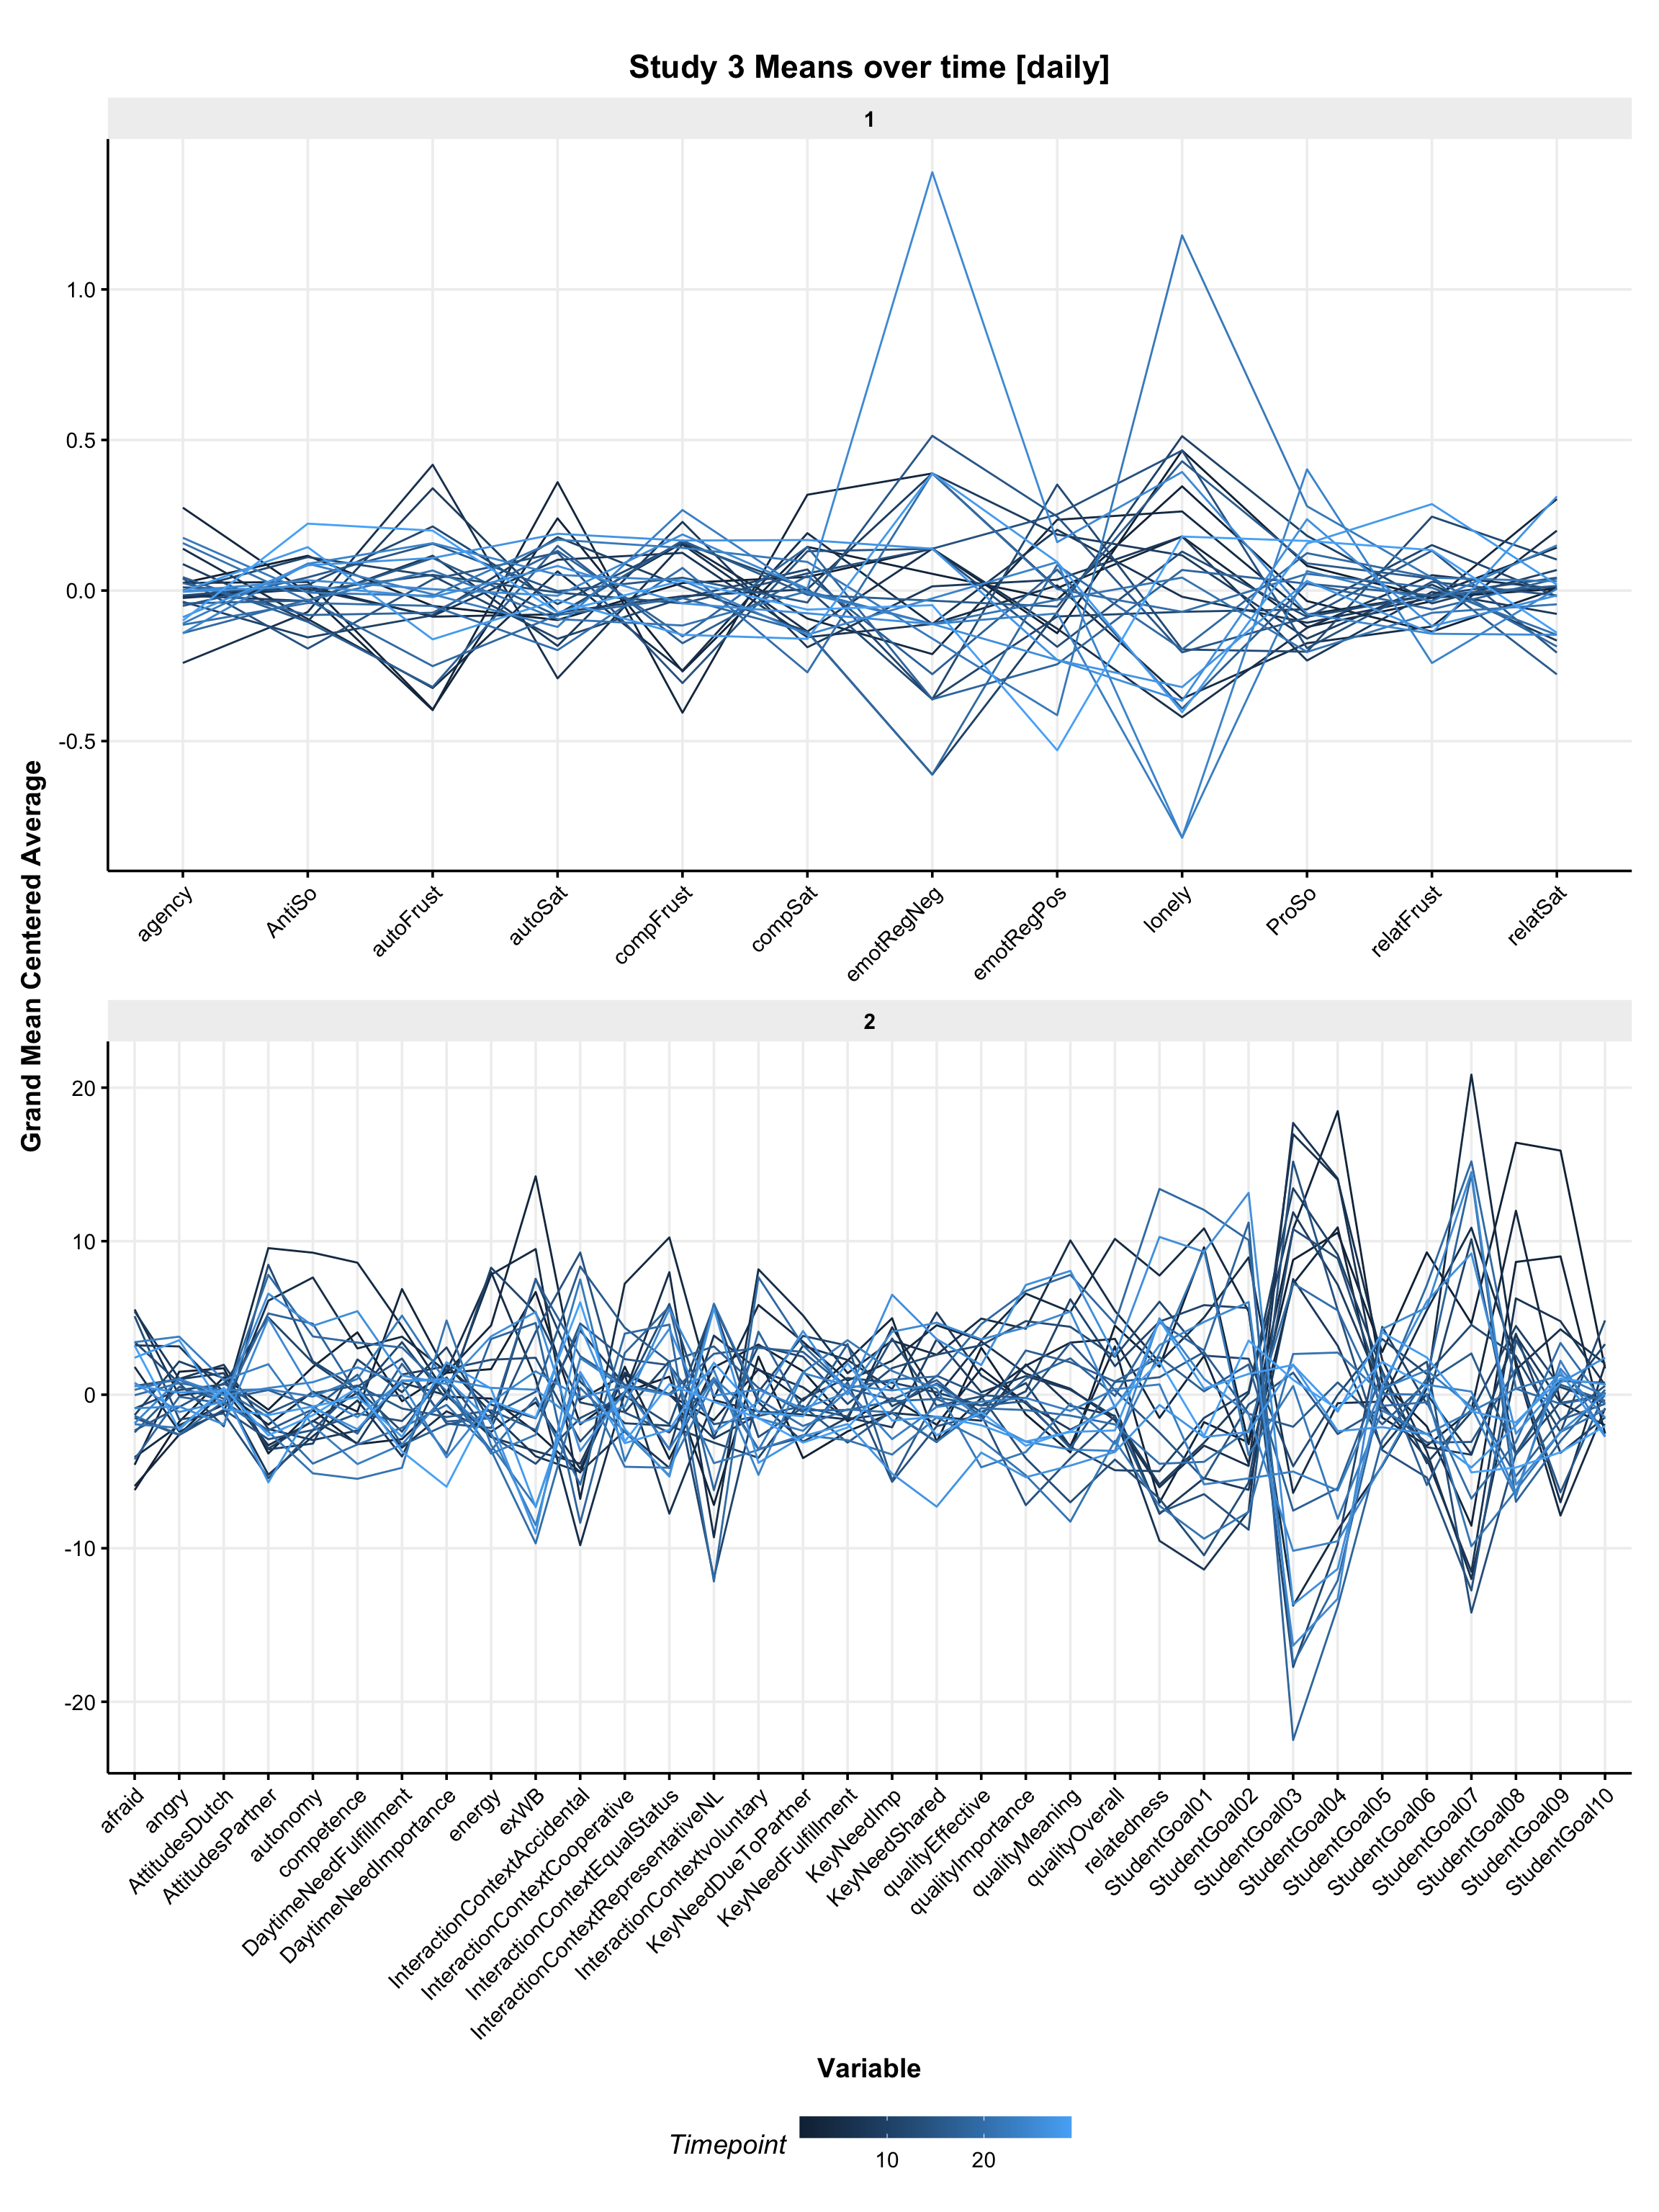 Study 3 Means over time [daily]
1
Grand Mean Centered Average
1.0
0.5
0.0
-0.5
agency
AntiSo
autoFrust
autoSat
compFrust
compSat
emotRegNeg
emotRegPos
lonely
ProSo
relatFrust
relatSat
2
20
10
0
-10
-20
afraid
angry
AttitudesDutch
AttitudesPartner
autonomy
competence
DaytimeNeedFulfillment
DaytimeNeedImportance
energy
exWB
InteractionContextAccidental
InteractionContextCooperative
InteractionContextEqualStatus
InteractionContextRepresentativeNL
InteractionContextvoluntary
KeyNeedDueToPartner
KeyNeedFulfillment
KeyNeedImp
KeyNeedShared
qualityEffective
qualityImportance
qualityMeaning
qualityOverall
relatedness
StudentGoal01
StudentGoal02
StudentGoal03
StudentGoal04
StudentGoal05
StudentGoal06
StudentGoal07
StudentGoal08
StudentGoal09
StudentGoal10
Variable
Timepoint
10
20